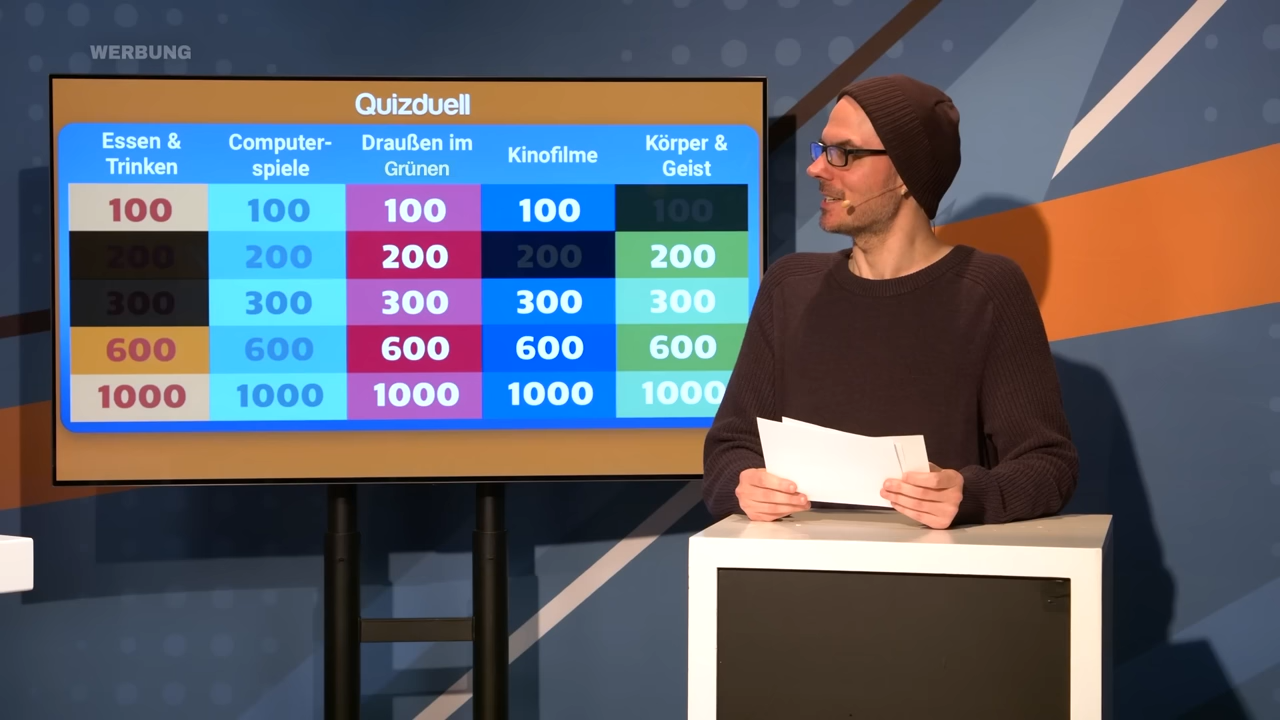 WERBUNG
Quizduell
Essen &
Trinken
Computer-
spiele
Draußen im
Grünen
Kinofilme
Körper &
Geist
100 100 100 100 100
200 200 200 200 200
300 300 300 300 300
600 600 600 600 600
1000 1000 1000 1000 1000